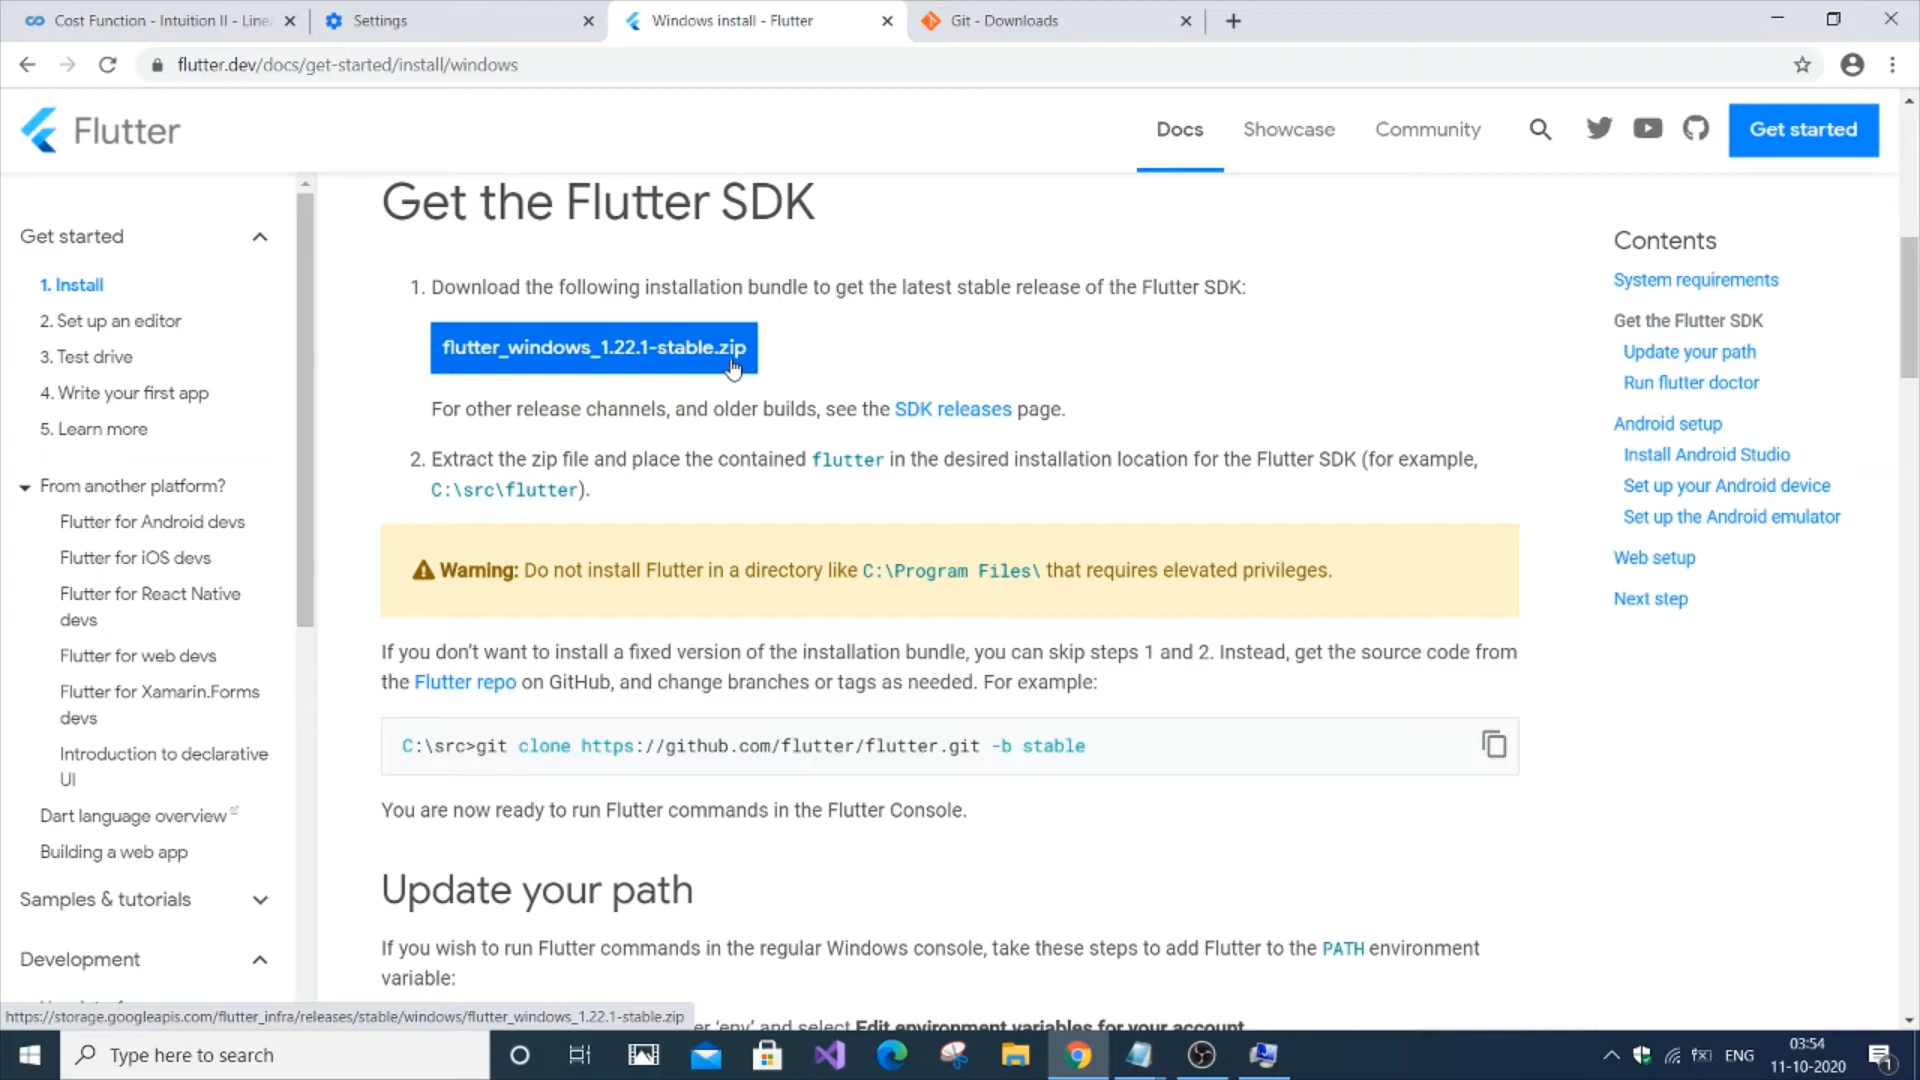 Cost Function - Intuition II - Line
Settings
Windows install - Flutter
Git - Downloads
flutter.dev/docs/get-started/install/windows
Flutter
Docs
Showcase
Community
Get started
Get started
1. Install
2. Set up an editor
3. Test drive
4. Write your first app
5. Learn more
From another platform?
Flutter for Android devs
Flutter for iOS devs
Flutter for React Native
devs
Flutter for web devs
Flutter for Xamarin.Forms
devs
Introduction to declarative
UI
Dart language overview
Building a web app
Samples & tutorials
Development
Get the Flutter SDK
1. Download the following installation bundle to get the latest stable release of the Flutter SDK:
flutter_windows_1.22.1-stable.zip
For other release channels, and older builds, see the SDK releases page.
2. Extract the zip file and place the contained flutter in the desired installation location for the Flutter SDK (for example,
C:\src\flutter).
Warning: Do not install Flutter in a directory like C:\Program Files\ that requires elevated privileges.
If you don't want to install a fixed version of the installation bundle, you can skip steps 1 and 2. Instead, get the source code from
the Flutter repo on GitHub, and change branches or tags as needed. For example:
C:\src>git clone https://github.com/flutter/flutter.git -b stable
You are now ready to run Flutter commands in the Flutter Console.
Update your path
If you wish to run Flutter commands in the regular Windows console, take these steps to add Flutter to the PATH environment
variable:
er 'env' and select Edit environment variables for your account
Contents
System requirements
Get the Flutter SDK
Update your path
Run flutter doctor
Android setup
Install Android Studio
Set up your Android device
Set up the Android emulator
Web setup
Next step
https://storage.googleapis.com/flutter_infra/releases/stable/windows/flutter_windows_1.22.1-stable.zip
Type here to search
ENG
03:54
11-10-2020
1